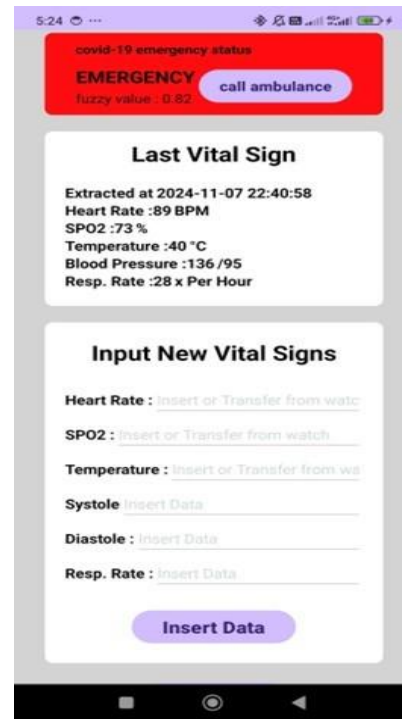 5:24
covid-19 emergency status
EMERGENCY
fuzzy value : 0.82
call ambulance
Last Vital Sign
Extracted at 2024-11-07 22:40:58
Heart Rate :89 BPM
SPO2 :73 %
Temperature :40 °C
Blood Pressure :136 /95
Resp. Rate :28 x Per Hour
Input New Vital Signs
Heart Rate : Insert or Transfer from watc
SPO2 : Insert or Transfer from watch
Temperature : Insert or Transfer from wa
Systole Insert Data
Diastole : Insert Data
Resp. Rate : Insert Data
Insert Data